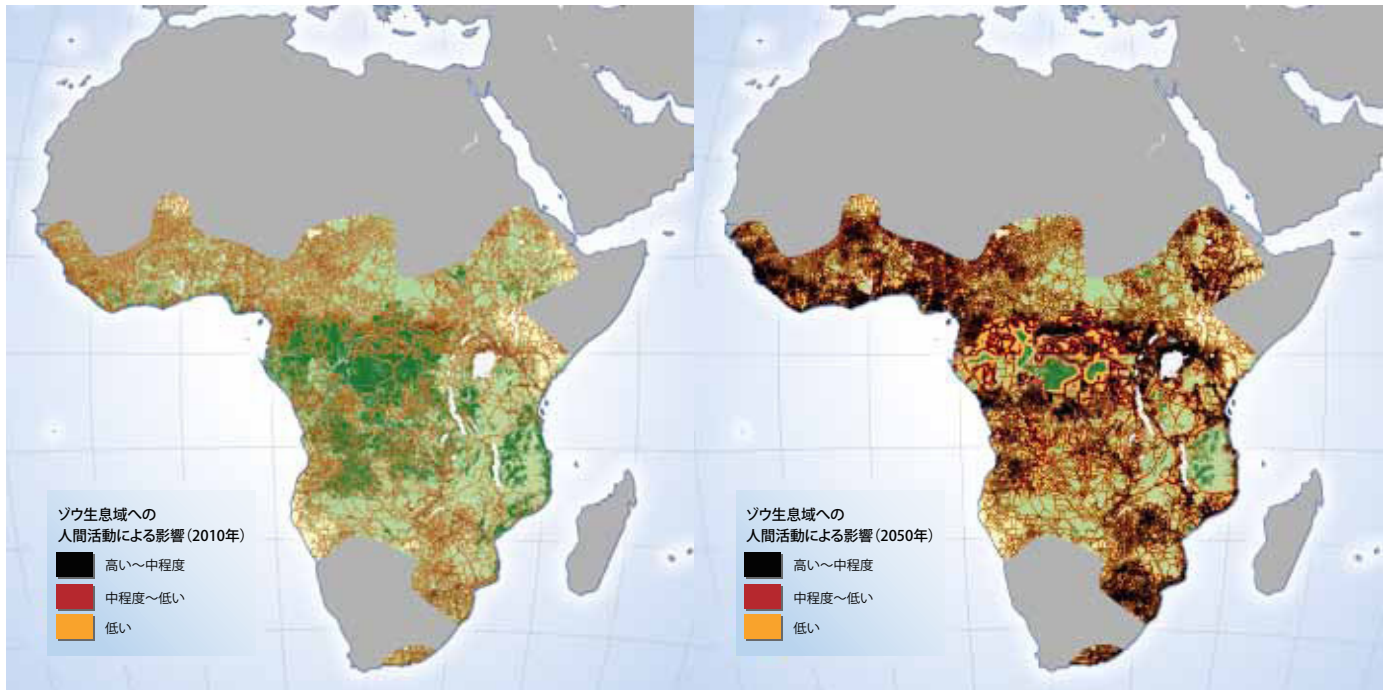 ゾウ生息域への
人間活動による影響（2010年）
高い〜中程度
中程度〜低い
低い
ゾウ生息域への
人間活動による影響（2050年）
高い〜中程度
中程度〜低い
低い